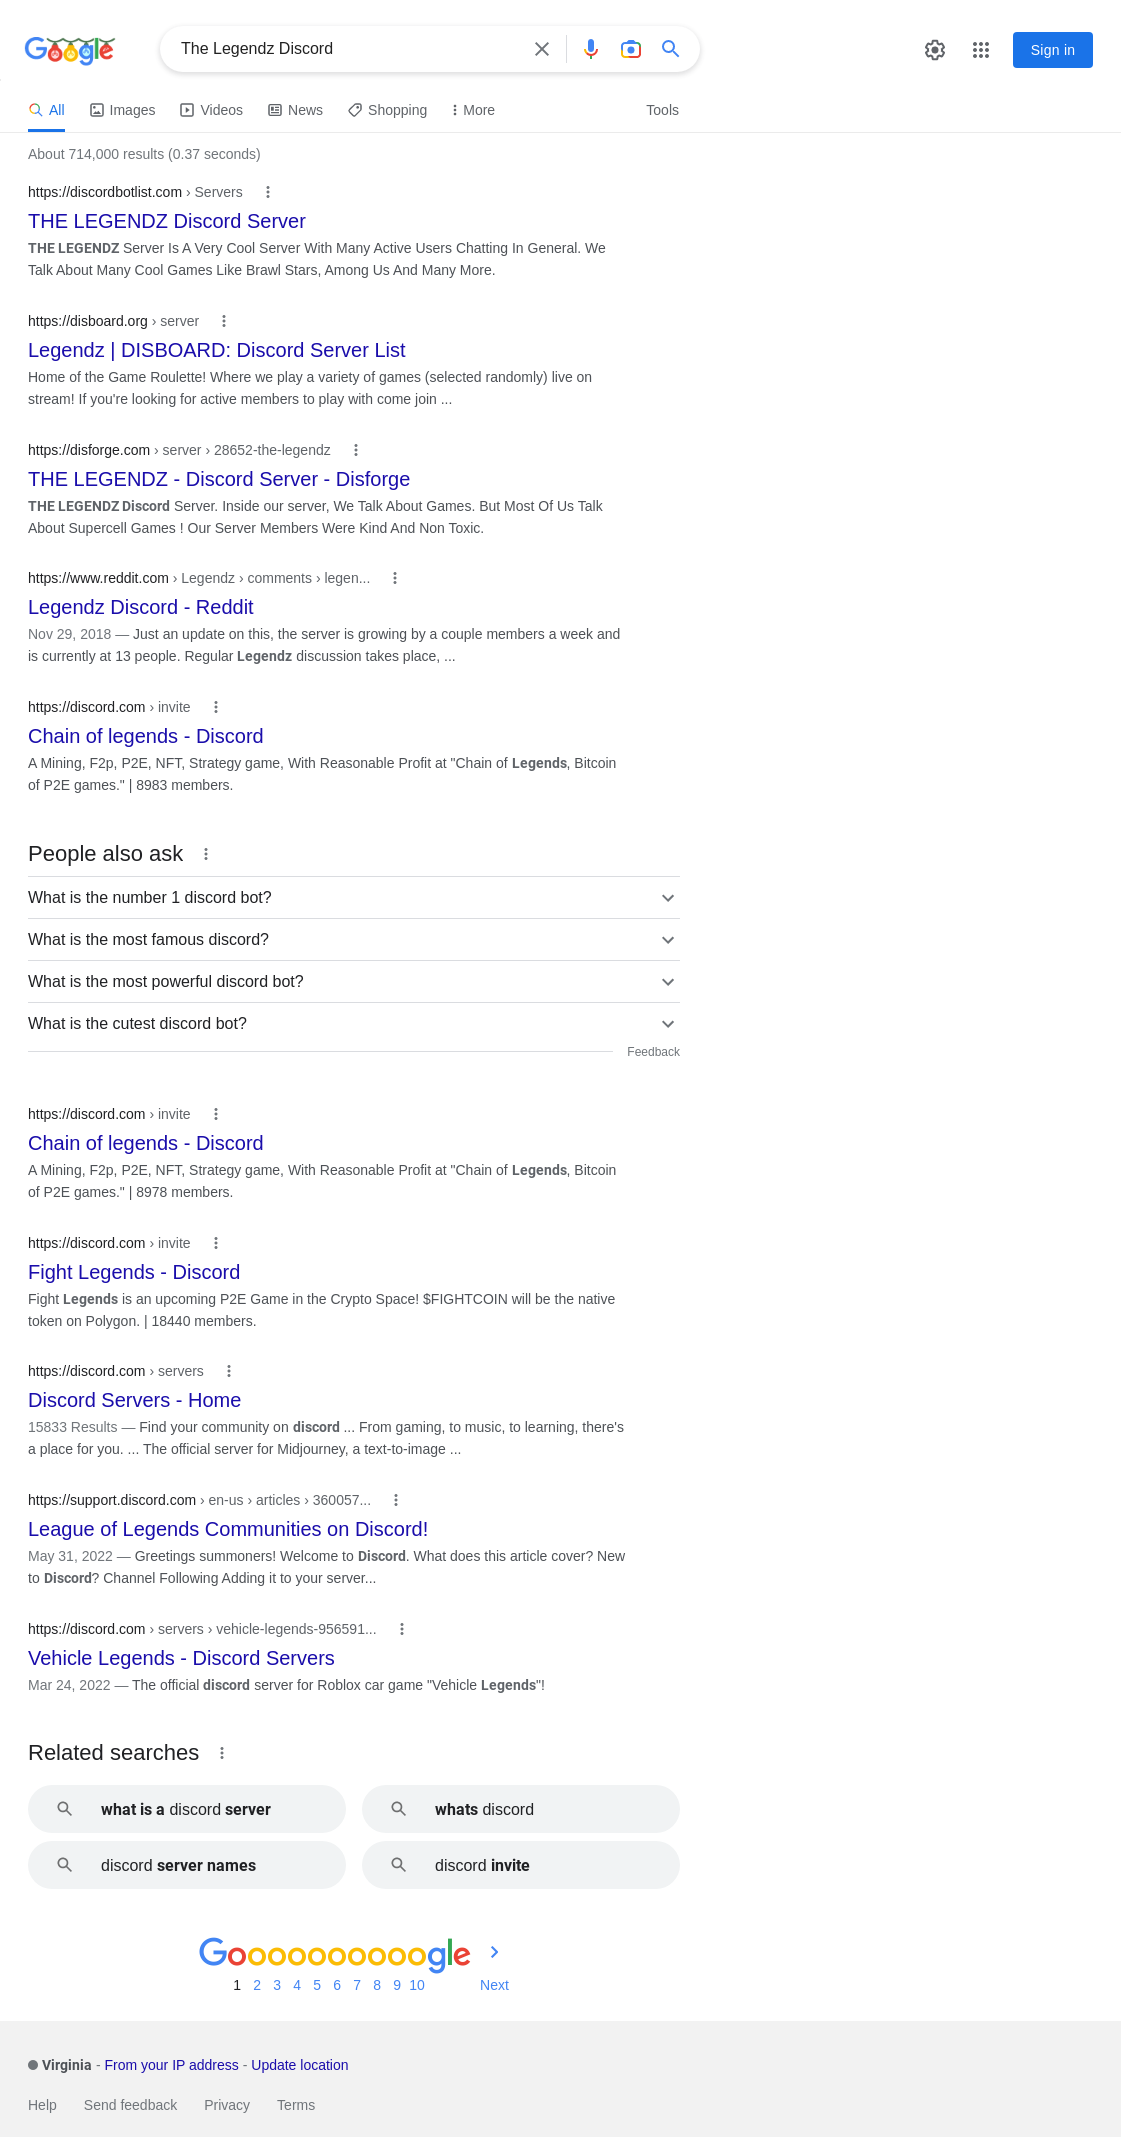 Google
The Legendz Discord
Sign in
All
Images
Videos
News
Shopping
More
Tools
About 714,000 results (0.37 seconds)
https://discordbotlist.com › Servers
THE LEGENDZ Discord Server
THE LEGENDZ Server Is A Very Cool Server With Many Active Users Chatting In General. We
Talk About Many Cool Games Like Brawl Stars, Among Us And Many More.
https://disboard.org › server
Legendz | DISBOARD: Discord Server List
Home of the Game Roulette! Where we play a variety of games (selected randomly) live on
stream! If you're looking for active members to play with come join ...
https://disforge.com › server › 28652-the-legendz
THE LEGENDZ - Discord Server - Disforge
THE LEGENDZ Discord Server. Inside our server, We Talk About Games. But Most Of Us Talk
About Supercell Games ! Our Server Members Were Kind And Non Toxic.
https://www.reddit.com › Legendz › comments › legen...
Legendz Discord - Reddit
Nov 29, 2018 — Just an update on this, the server is growing by a couple members a week and
is currently at 13 people. Regular Legendz discussion takes place, ...
https://discord.com › invite
Chain of legends - Discord
A Mining, F2p, P2E, NFT, Strategy game, With Reasonable Profit at "Chain of Legends, Bitcoin
of P2E games." | 8983 members.
People also ask
What is the number 1 discord bot?
What is the most famous discord?
What is the most powerful discord bot?
What is the cutest discord bot?
Feedback
https://discord.com › invite
Chain of legends - Discord
A Mining, F2p, P2E, NFT, Strategy game, With Reasonable Profit at "Chain of Legends, Bitcoin
of P2E games." | 8978 members.
https://discord.com › invite
Fight Legends - Discord
Fight Legends is an upcoming P2E Game in the Crypto Space! $FIGHTCOIN will be the native
token on Polygon. | 18440 members.
https://discord.com › servers
Discord Servers - Home
15833 Results — Find your community on discord ... From gaming, to music, to learning, there's
a place for you. ... The official server for Midjourney, a text-to-image ...
https://support.discord.com › en-us › articles › 360057...
League of Legends Communities on Discord!
May 31, 2022 — Greetings summoners! Welcome to Discord. What does this article cover? New
to Discord? Channel Following Adding it to your server...
https://discord.com › servers › vehicle-legends-956591...
Vehicle Legends - Discord Servers
Mar 24, 2022 — The official discord server for Roblox car game "Vehicle Legends"!
Related searches
what is a discord server
whats discord
discord server names
discord invite
Goooooooooogle
1 2 3 4 5 6 7 8 9 10 Next
Virginia - From your IP address - Update location
Help Send feedback Privacy Terms